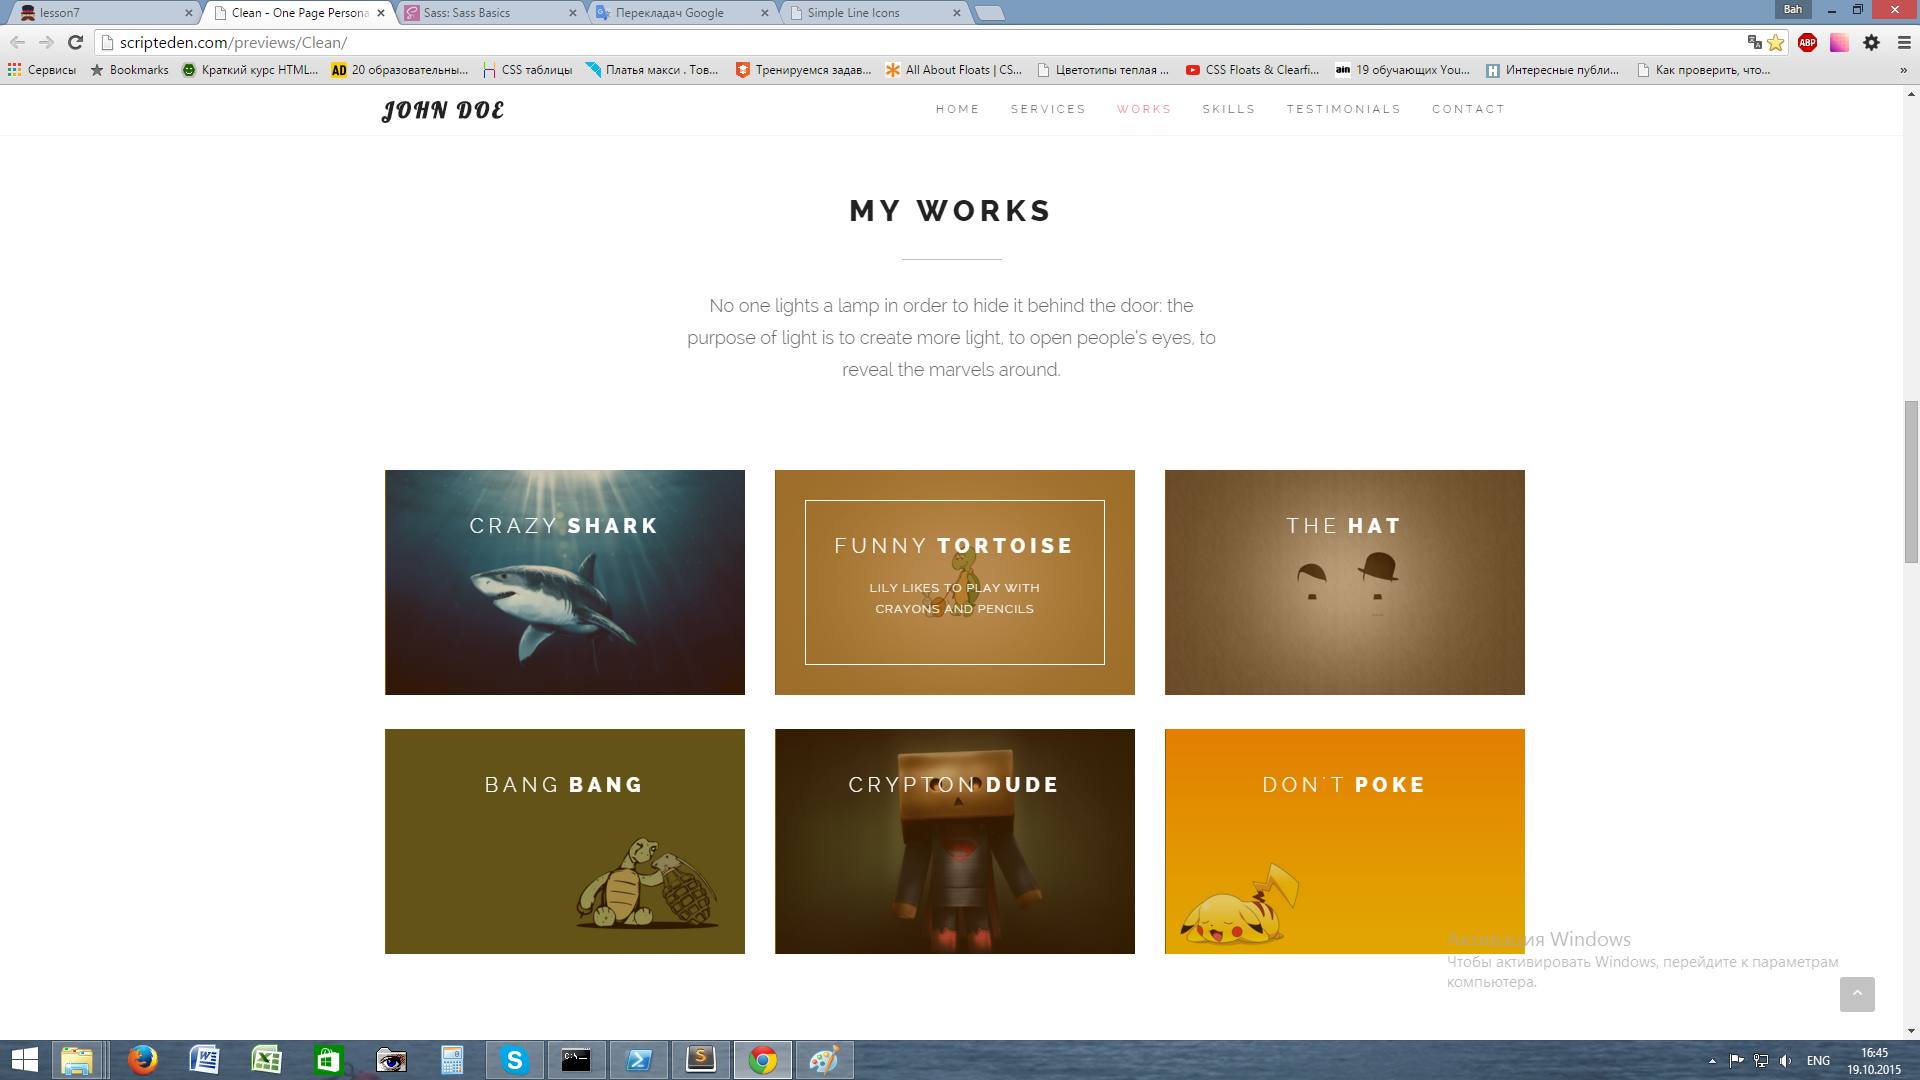 lesson7
Clean - One Page Persona
Sass: Sass Basics
Перекладач Google
Simple Line Icons
Bah
scripteden.com/previews/Clean/
ABP
Сервисы
Bookmarks
Краткий курс HTML...
AD 20 образовательны...
CSS таблицы
Платья макси . Тов...
Тренируемся задав...
All About Floats | CS...
Цветотипы теплая ...
CSS Floats & Clearfi...
ain 19 обучающих You...
H Интересные публи...
Как проверить, что...
»
JOHN DOE
HOME
SERVICES
WORKS
SKILLS
TESTIMONIALS
CONTACT
MY WORKS
No one lights a lamp in order to hide it behind the door: the
purpose of light is to create more light, to open people's eyes, to
reveal the marvels around.
CRAZY SHARK
FUNNY TORTOISE
LILY LIKES TO PLAY WITH
CRAYONS AND PENCILS
THE HAT
BANG BANG
CRYPTON DUDE
DON'T POKE
Активация Windows
Чтобы активировать Windows, перейдите к параметрам
компьютера.
ENG
16:45
19.10.2015